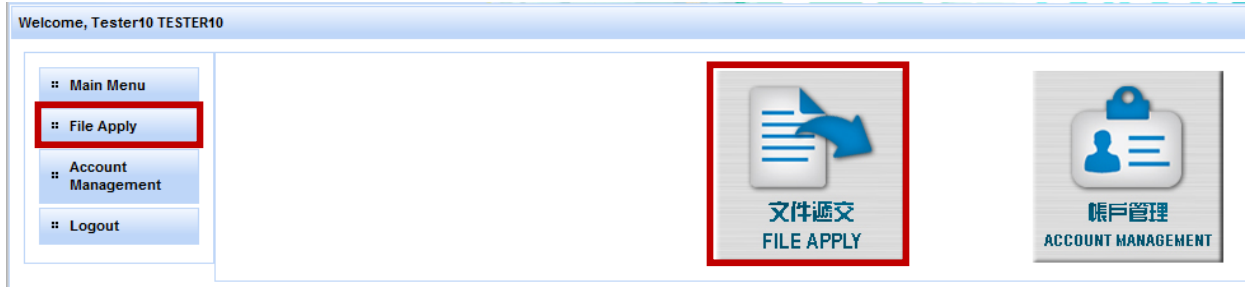 Welcome, Tester10 TESTER10
Main Menu
File Apply
Account
Management
Logout
文件遞交
FILE APPLY
帳戶管理
ACCOUNT MANAGEMENT